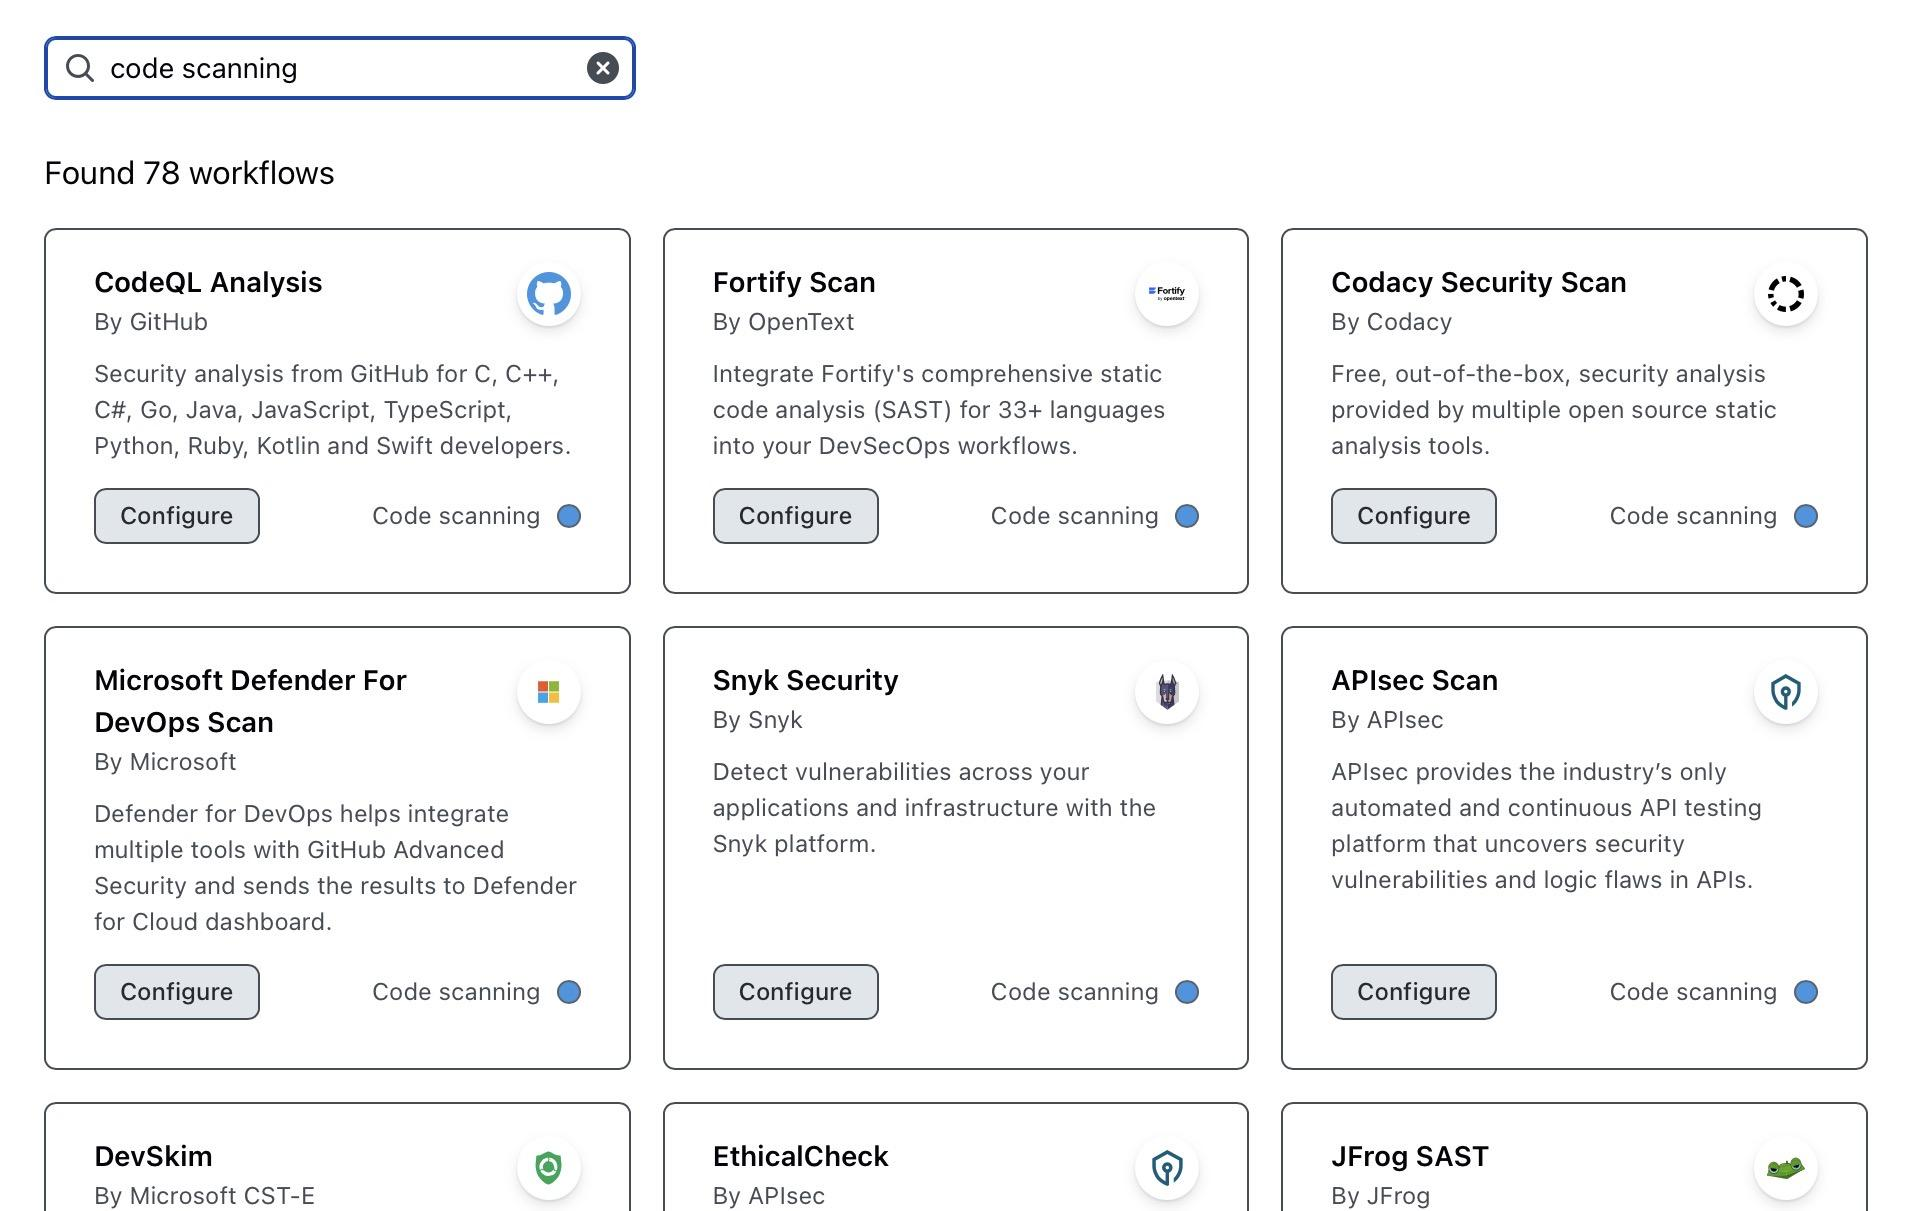 code scanning
Found 78 workflows
CodeQL Analysis
By GitHub
Security analysis from GitHub for C, C++,
C#, Go, Java, JavaScript, TypeScript,
Python, Ruby, Kotlin and Swift developers.
Configure
Code scanning
Fortify Scan
By OpenText
Fortify
by opentext
Integrate Fortify's comprehensive static
code analysis (SAST) for 33+ languages
into your DevSecOps workflows.
Configure
Code scanning
Codacy Security Scan
By Codacy
Free, out-of-the-box, security analysis
provided by multiple open source static
analysis tools.
Configure
Code scanning
Microsoft Defender For
DevOps Scan
By Microsoft
Defender for DevOps helps integrate
multiple tools with GitHub Advanced
Security and sends the results to Defender
for Cloud dashboard.
Configure
Code scanning
Snyk Security
By Snyk
Detect vulnerabilities across your
applications and infrastructure with the
Snyk platform.
Configure
Code scanning
APIsec Scan
By APIsec
APIsec provides the industry’s only
automated and continuous API testing
platform that uncovers security
vulnerabilities and logic flaws in APIs.
Configure
Code scanning
DevSkim
By Microsoft CST-E
EthicalCheck
By APIsec
JFrog SAST
By JFrog